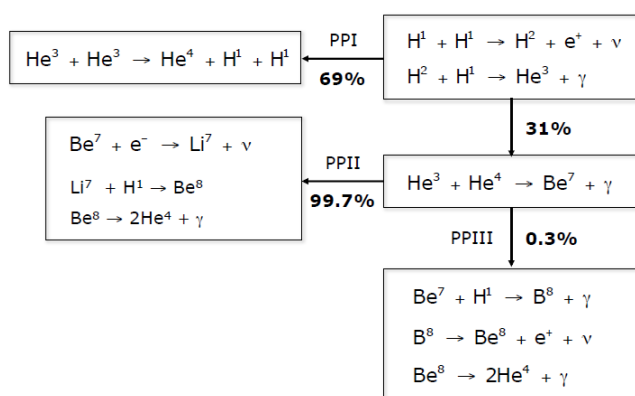 He³ + He³ → He⁴ + H¹ + H¹
PPI
69%
H¹ + H¹ → H² + e⁺ + ν
H² + H¹ → He³ + γ
31%
Be⁷ + e⁻ → Li⁷ + ν
Li⁷ + H¹ → Be⁸
Be⁸ → 2He⁴ + γ
PPII
99.7%
He³ + He⁴ → Be⁷ + γ
PPIII
0.3%
Be⁷ + H¹ → B⁸ + γ
B⁸ → Be⁸ + e⁺ + ν
Be⁸ → 2He⁴ + γ